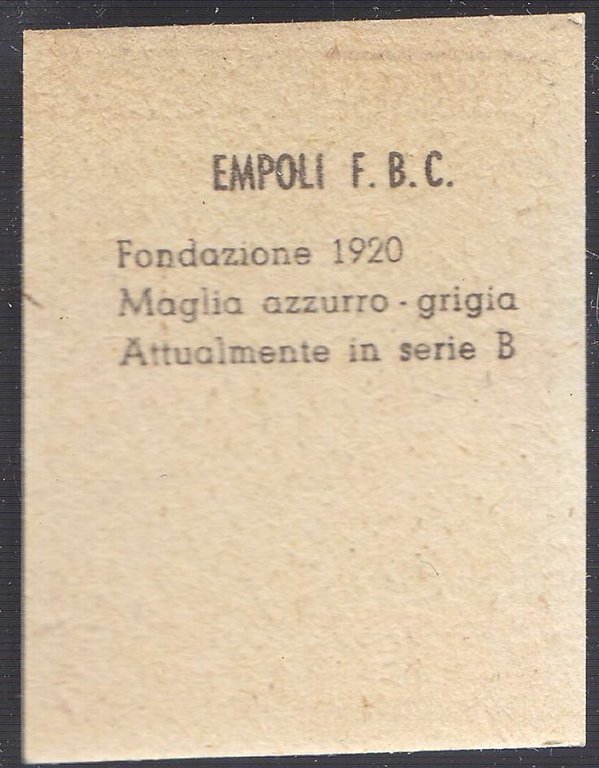 EMPOLI F. B. C.
Fondazione 1920
Maglia azzurro - grigia
Attualmente in serie B